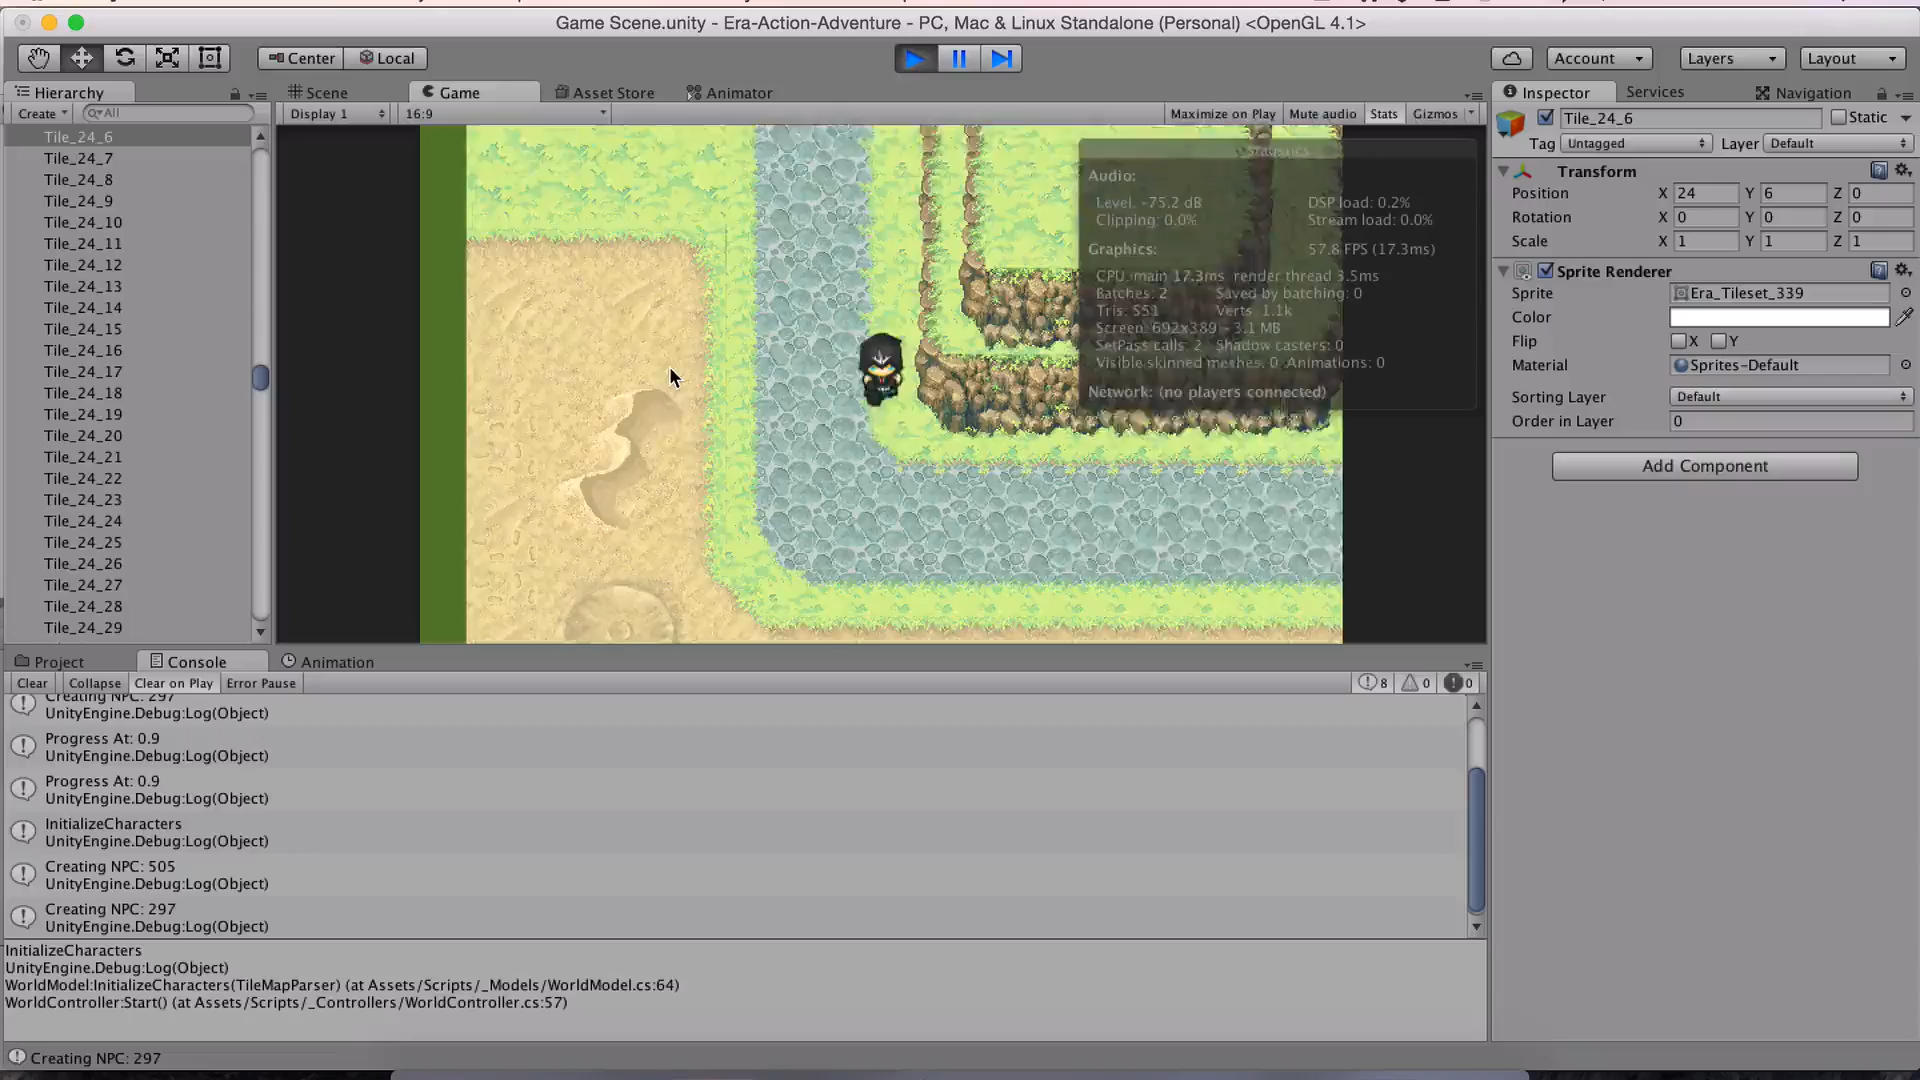 Game Scene.unity - Era-Action-Adventure - PC, Mac & Linux Standalone (Personal) <OpenGL 4.1>
Center Local Account Layers Layout
Hierarchy Scene Game Asset Store Animator Inspector Services Navigation
Create All Display 1 16:9 Maximize on Play Mute audio Stats Gizmos
Tile_24_6
Tile_24_7
Tile_24_8
Tile_24_9
Tile_24_10
Tile_24_11
Tile_24_12
Tile_24_13
Tile_24_14
Tile_24_15
Tile_24_16
Tile_24_17
Tile_24_18
Tile_24_19
Tile_24_20
Tile_24_21
Tile_24_22
Tile_24_23
Tile_24_24
Tile_24_25
Tile_24_26
Tile_24_27
Tile_24_28
Tile_24_29
Statistics
Audio:
Level: -75.2 dB DSP load: 0.2%
Clipping: 0.0% Stream load: 0.0%
Graphics: 57.8 FPS (17.3ms)
CPU: main 17.3ms render thread 3.5ms
Batches: 2 Saved by batching: 0
Tris: 551 Verts: 1.1k
Screen: 692x389 - 3.1 MB
SetPass calls: 2 Shadow casters: 0
Visible skinned meshes: 0 Animations: 0
Network: (no players connected)
Tile_24_6 Static
Tag Untagged Layer Default
Transform
Position X 24 Y 6 Z 0
Rotation X 0 Y 0 Z 0
Scale X 1 Y 1 Z 1
Sprite Renderer
Sprite Era_Tileset_339
Color
Flip X Y
Material Sprites-Default
Sorting Layer Default
Order in Layer 0
Add Component
Project Console Animation
Clear Collapse Clear on Play Error Pause 8 0 0
Creating NPC: 297
UnityEngine.Debug:Log(Object)
Progress At: 0.9
UnityEngine.Debug:Log(Object)
Progress At: 0.9
UnityEngine.Debug:Log(Object)
InitializeCharacters
UnityEngine.Debug:Log(Object)
Creating NPC: 505
UnityEngine.Debug:Log(Object)
Creating NPC: 297
UnityEngine.Debug:Log(Object)
InitializeCharacters
UnityEngine.Debug:Log(Object)
WorldModel:InitializeCharacters(TileMapParser) (at Assets/Scripts/_Models/WorldModel.cs:64)
WorldController:Start() (at Assets/Scripts/_Controllers/WorldController.cs:57)
Creating NPC: 297